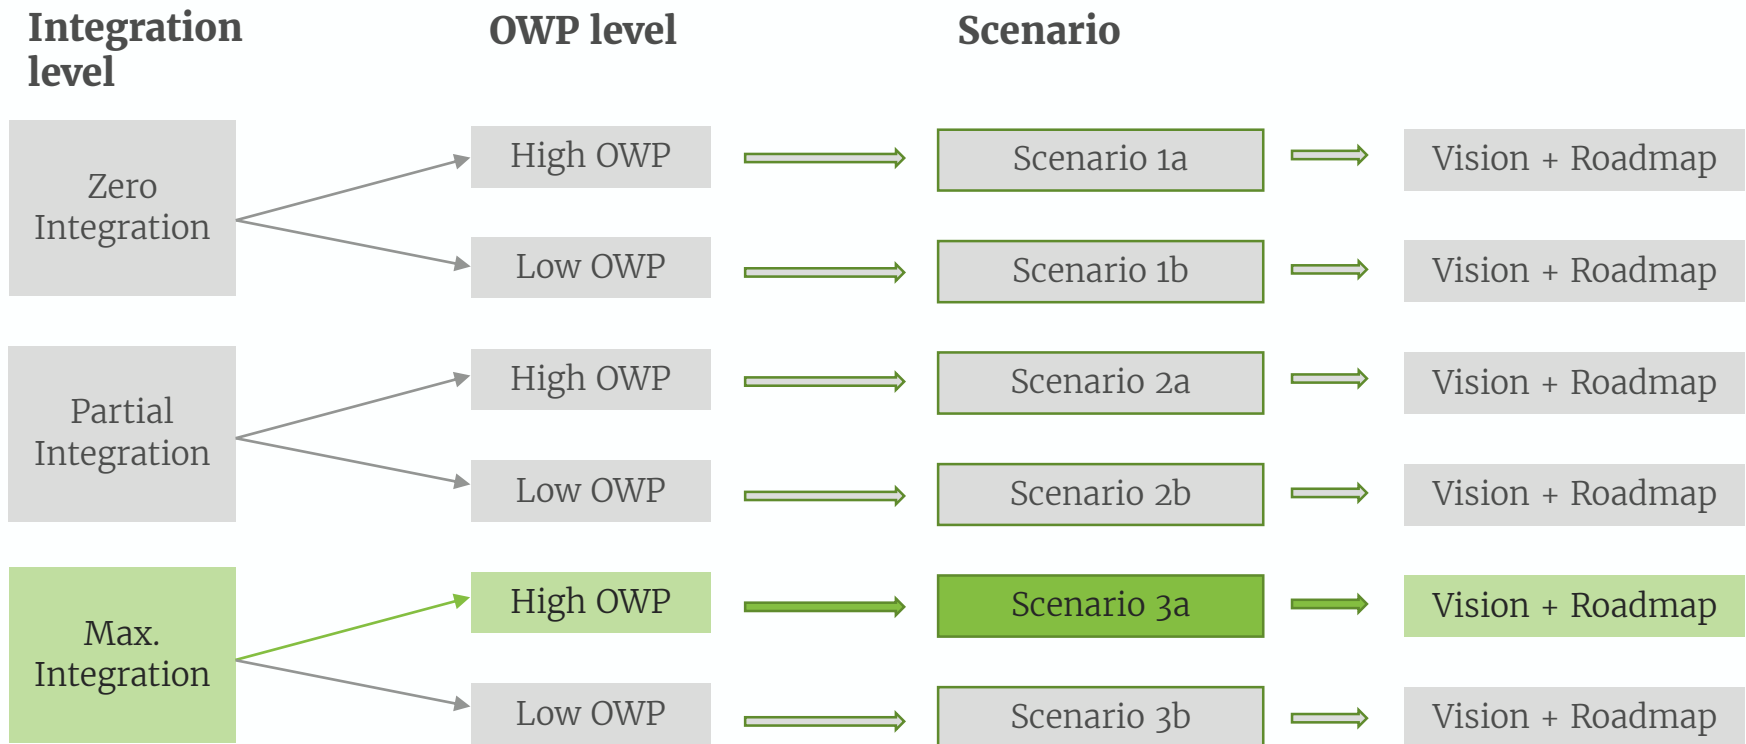 Integration
level
OWP level
Scenario
Zero
Integration
High OWP
Scenario 1a
Vision + Roadmap
Low OWP
Scenario 1b
Vision + Roadmap
Partial
Integration
High OWP
Scenario 2a
Vision + Roadmap
Low OWP
Scenario 2b
Vision + Roadmap
Max.
Integration
High OWP
Scenario 3a
Vision + Roadmap
Low OWP
Scenario 3b
Vision + Roadmap